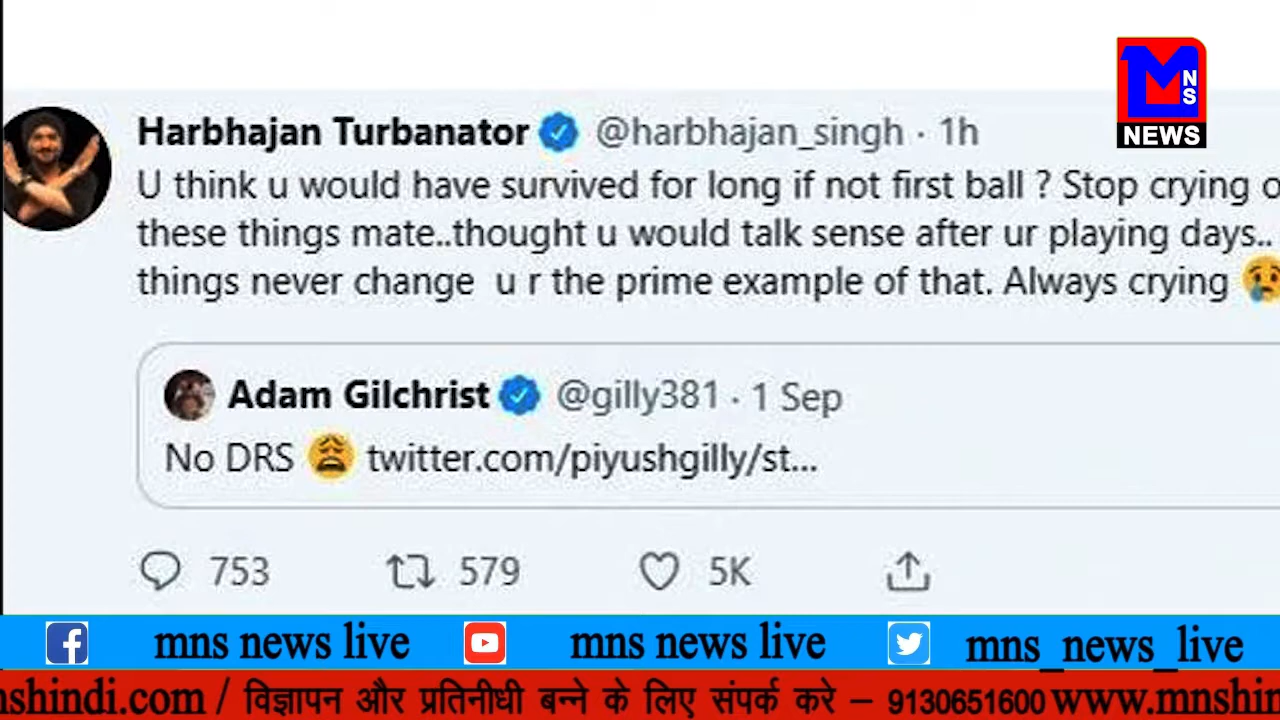 M NS
NEWS
Harbhajan Turbanator @harbhajan_singh · 1h
U think u would have survived for long if not first ball ? Stop crying o
these things mate..thought u would talk sense after ur playing days..
things never change u r the prime example of that. Always crying 😢
Adam Gilchrist @gilly381 · 1 Sep
No DRS 😩 twitter.com/piyushgilly/st...
753 579 5K
mns news live mns news live mns_news_live
nshindi.com / विज्ञापन और प्रतिनीधी बन्ने के लिए संपर्क करे – 9130651600 www.mnshin